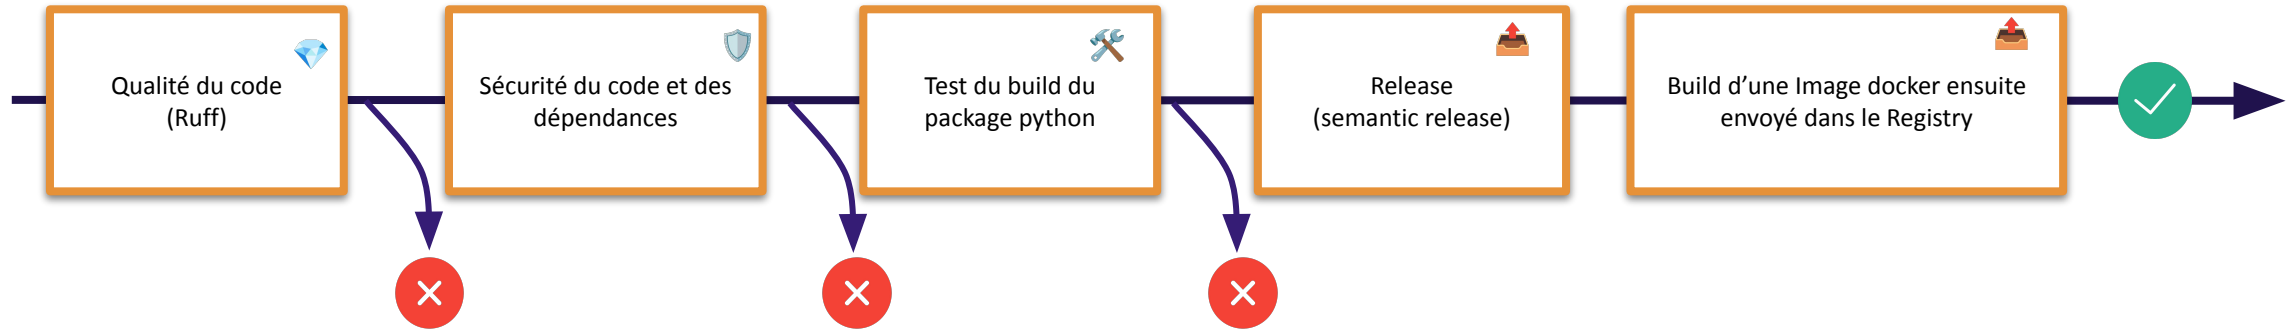 Qualité du code
(Ruff)
Sécurité du code et des
dépendances
Test du build du
package python
Release
(semantic release)
Build d’une Image docker ensuite
envoyé dans le Registry